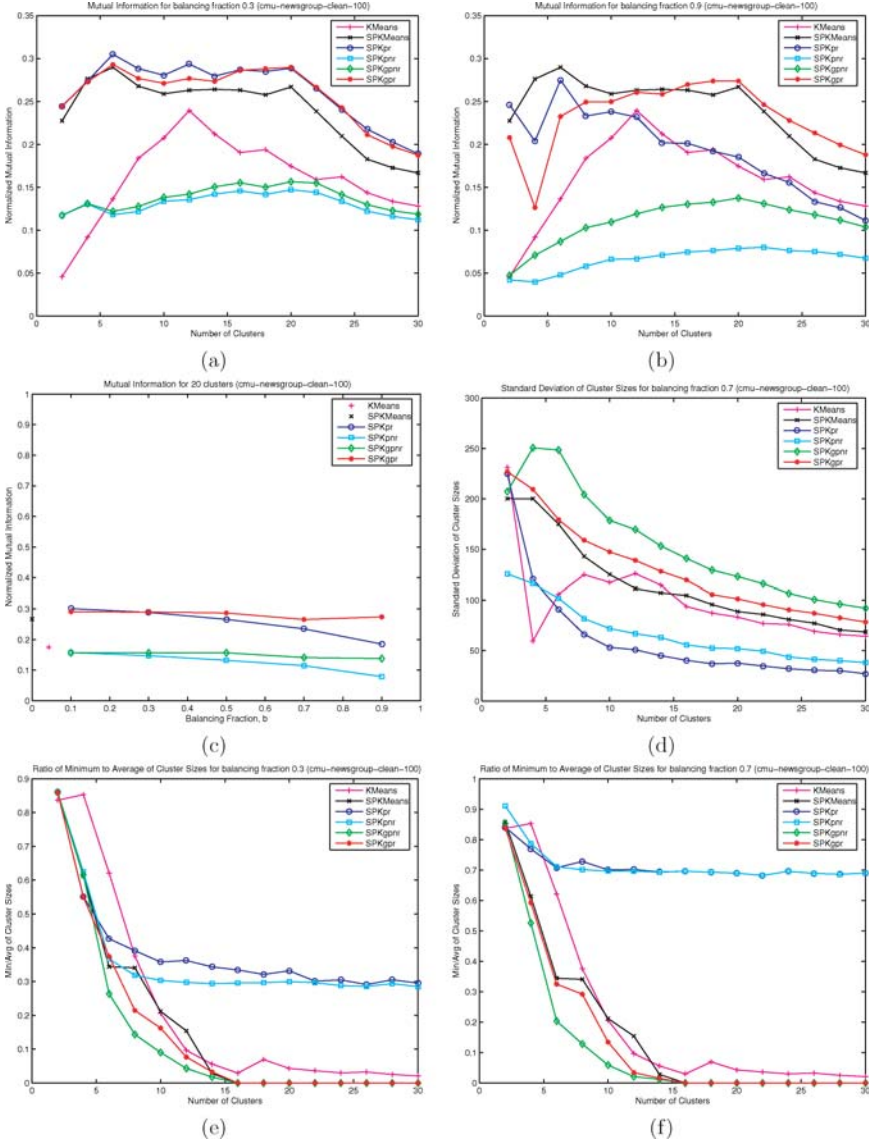 Mutual Information for balancing fraction 0.3 (cmu-newsgroup-clean-100)
Normalized Mutual Information
0.35
0.3
0.25
0.2
0.15
0.1
0.05
0
0 5 10 15 20 25 30
Number of Clusters
KMeans
SPKMeans
SPKpr
SPKpnr
SPKgpnr
SPKgpr
(a)
Mutual Information for balancing fraction 0.9 (cmu-newsgroup-clean-100)
Normalized Mutual Information
0.35
0.3
0.25
0.2
0.15
0.1
0.05
0
0 5 10 15 20 25 30
Number of Clusters
KMeans
SPKMeans
SPKpr
SPKpnr
SPKgpnr
SPKgpr
(b)
Mutual Information for 20 clusters (cmu-newsgroup-clean-100)
Normalized Mutual Information
1
0.9
0.8
0.7
0.6
0.5
0.4
0.3
0.2
0.1
0
0 0.1 0.2 0.3 0.4 0.5 0.6 0.7 0.8 0.9 1
Balancing Fraction, b
KMeans
SPKMeans
SPKpr
SPKpnr
SPKgpnr
SPKgpr
(c)
Standard Deviation of Cluster Sizes for balancing fraction 0.7 (cmu-newsgroup-clean-100)
Standard Deviation of Cluster Sizes
300
250
200
150
100
50
0
0 5 10 15 20 25 30
Number of Clusters
KMeans
SPKMeans
SPKpr
SPKpnr
SPKgpnr
SPKgpr
(d)
Ratio of Minimum to Average of Cluster Sizes for balancing fraction 0.3 (cmu-newsgroup-clean-100)
Min/Avg of Cluster Sizes
0.9
0.8
0.7
0.6
0.5
0.4
0.3
0.2
0.1
0
0 5 10 15 20 25 30
Number of Clusters
KMeans
SPKMeans
SPKpr
SPKpnr
SPKgpnr
SPKgpr
(e)
Ratio of Minimum to Average of Cluster Sizes for balancing fraction 0.7 (cmu-newsgroup-clean-100)
Min/Avg of Cluster Sizes
1
0.9
0.8
0.7
0.6
0.5
0.4
0.3
0.2
0.1
0
0 5 10 15 20 25 30
Number of Clusters
KMeans
SPKMeans
SPKpr
SPKpnr
SPKgpnr
SPKgpr
(f)